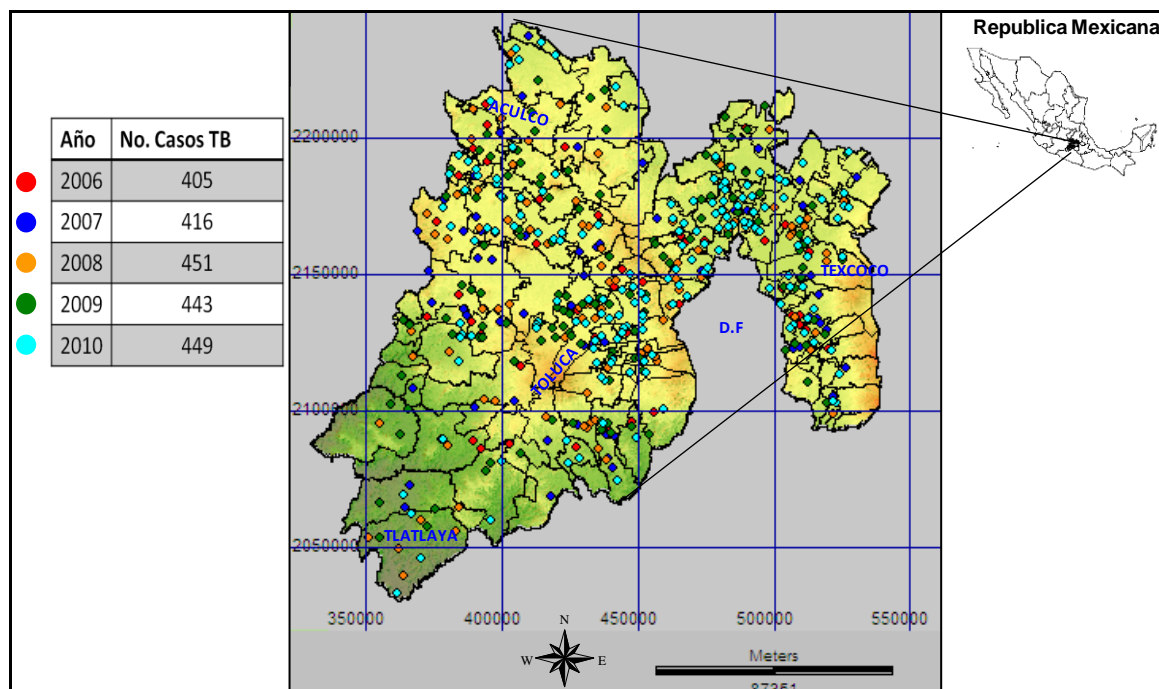 Republica Mexicana
Año No. Casos TB
2006 405
2007 416
2008 451
2009 443
2010 449
ACULCO
2200000
2150000
TEXCOCO
D.F
TOLUCA
2100000
TLATLAYA
2050000
350000 400000 450000 500000 550000
N
W E
S
Meters
87351